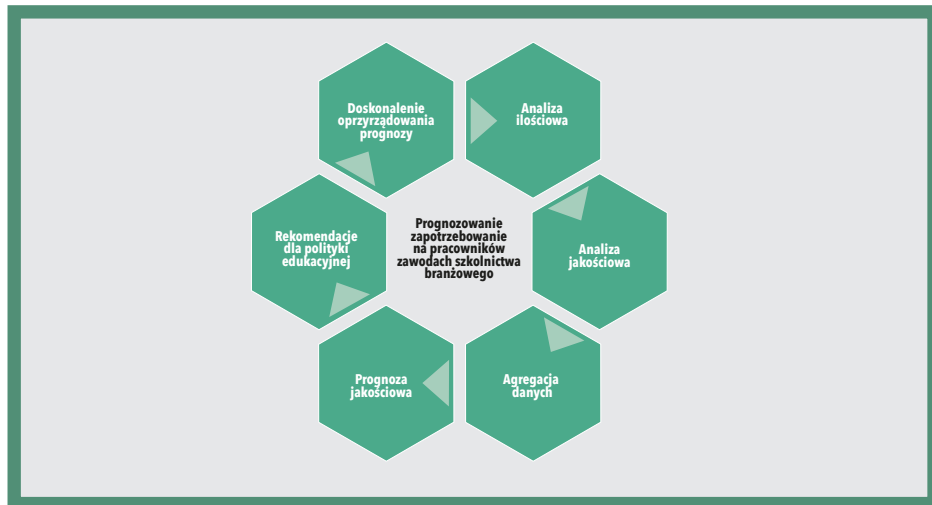 Doskonalenie
oprzyrządowania
prognozy
Analiza
ilościowa
Rekomendacje
dla polityki
edukacyjnej
Prognozowanie
zapotrzebowanie
na pracowników
zawodach szkolnictwa
branżowego
Analiza
jakościowa
Prognoza
jakościowa
Agregacja
danych